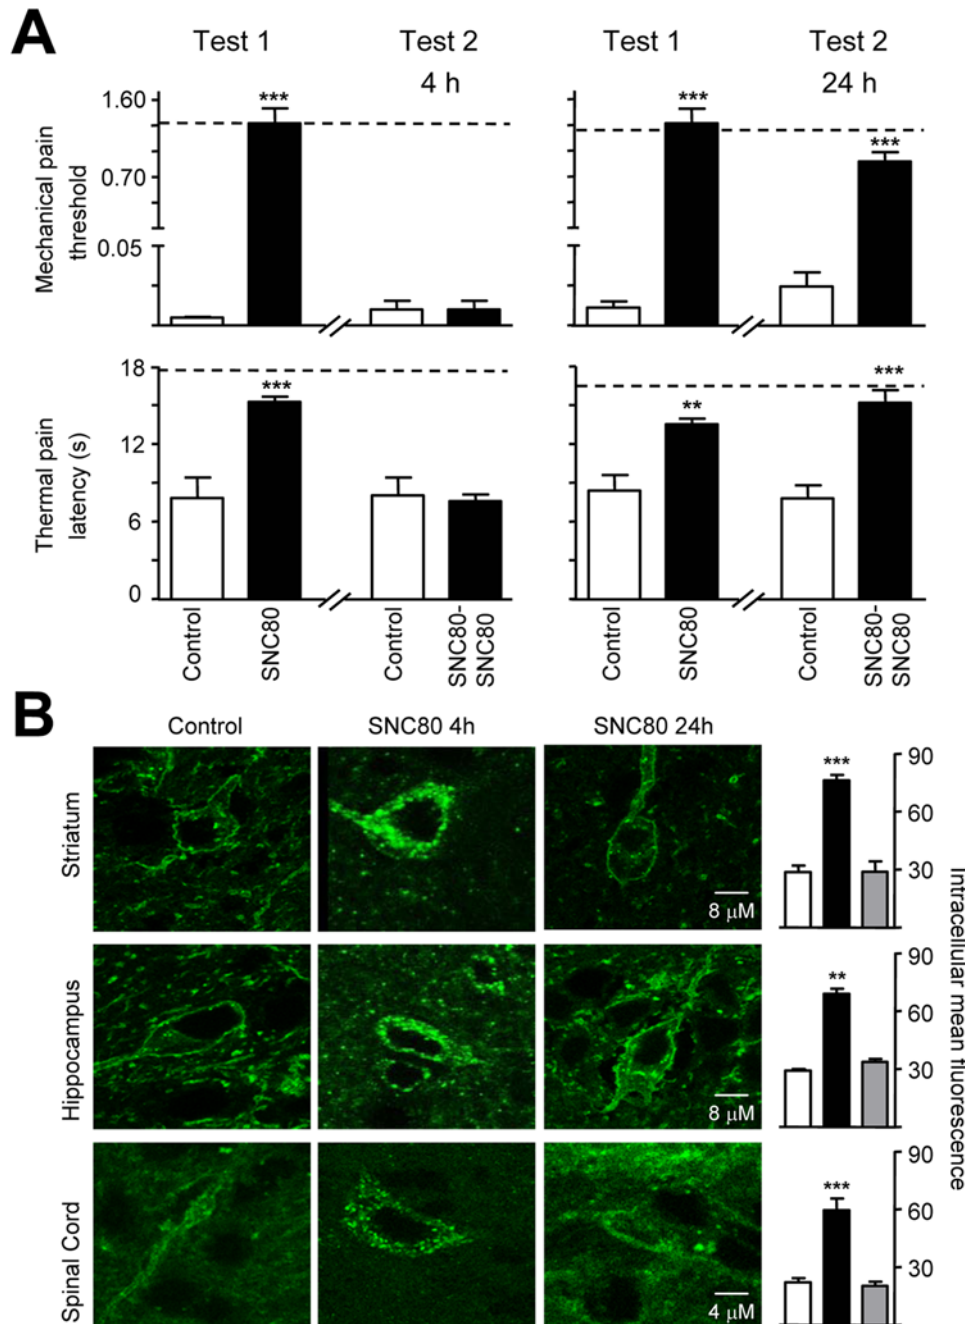 A
Test 1
Test 2
4 h
Test 1
Test 2
24 h
Mechanical pain
threshold
1.60
0.70
0.05
***
***
***
Thermal pain
latency (s)
18
12
6
0
***
**
***
Control
SNC80
Control
SNC80-
SNC80
Control
SNC80
Control
SNC80-
SNC80
B
Control
SNC80 4h
SNC80 24h
Striatum
8 μM
***
90
60
30
Hippocampus
8 μM
**
90
60
30
Spinal Cord
4 μM
***
90
60
30
Intracellular mean fluorescence